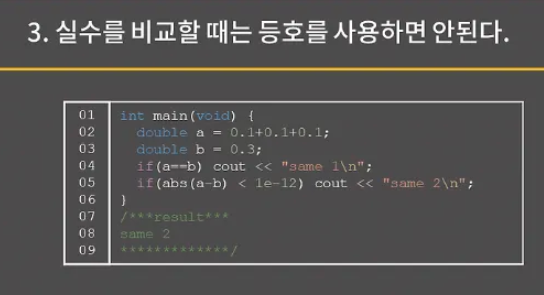 3. 실수를 비교할 때는 등호를 사용하면 안된다.
01 int main(void) {
02   double a = 0.1+0.1+0.1;
03   double b = 0.3;
04   if(a==b) cout << "same 1\n";
05   if(abs(a-b) < 1e-12) cout << "same 2\n";
06 }
07 /***result***
08 same 2
09 *************/